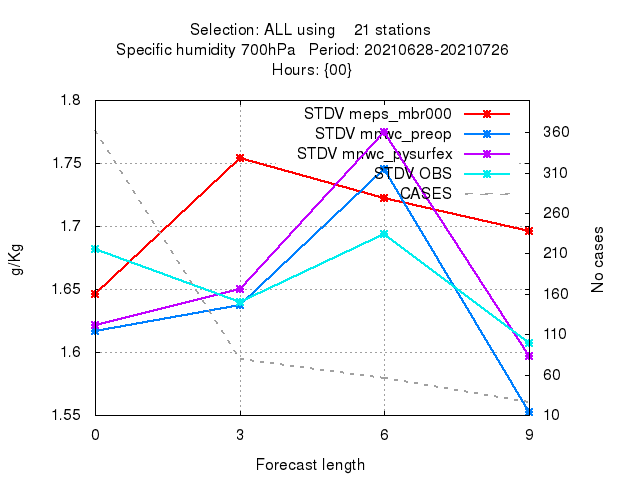 Selection: ALL using 21 stations
Specific humidity 700hPa Period: 20210628-20210726
Hours: {00}
g/Kg
1.8
1.75
1.7
1.65
1.6
1.55
STDV meps_mbr000
STDV mnwc_preop
STDV mnwc_pysurfex
STDV OBS
CASES
360
310
260
210
160
110
60
10
No cases
0 3 6 9
Forecast length